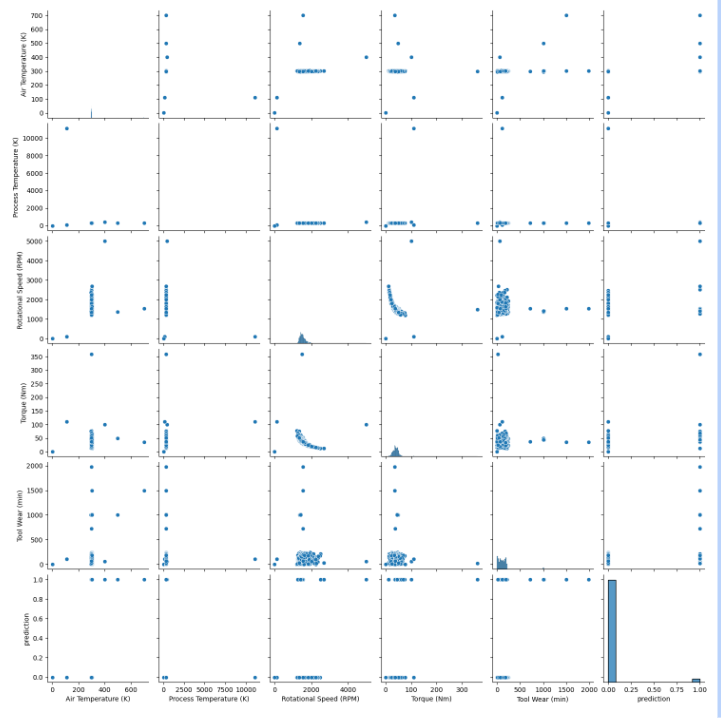 700
600
500
400
300
200
100
0
Air Temperature (K)
10000
8000
6000
4000
2000
0
Process Temperature (K)
5000
4000
3000
2000
1000
0
Rotational Speed (RPM)
350
300
250
200
150
100
50
0
Torque (Nm)
2000
1500
1000
500
0
Tool Wear (min)
1.0
0.8
0.6
0.4
0.2
0.0
prediction
0 200 400 600
Air Temperature (K)
0 2500 5000 7500 10000
Process Temperature (K)
0 2000 4000
Rotational Speed (RPM)
0 100 200 300
Torque (Nm)
0 500 1000 1500 2000
Tool Wear (min)
0.00 0.25 0.50 0.75 1.00
prediction